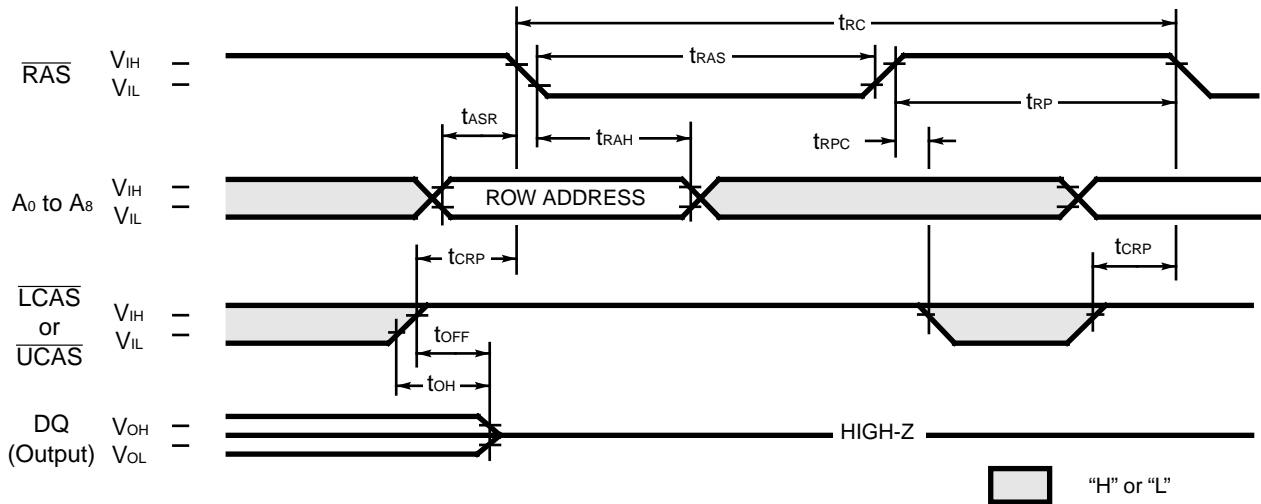 tRC
RAS VIH
VIL
tRAS
tRP
tASR
tRAH
tRPC
A0 to A8 VIH
VIL
ROW ADDRESS
tCRP
tCRP
LCAS
or
UCAS
VIH
VIL
tOFF
tOH
DQ
(Output)
VOH
VOL
HIGH-Z
“H” or “L”